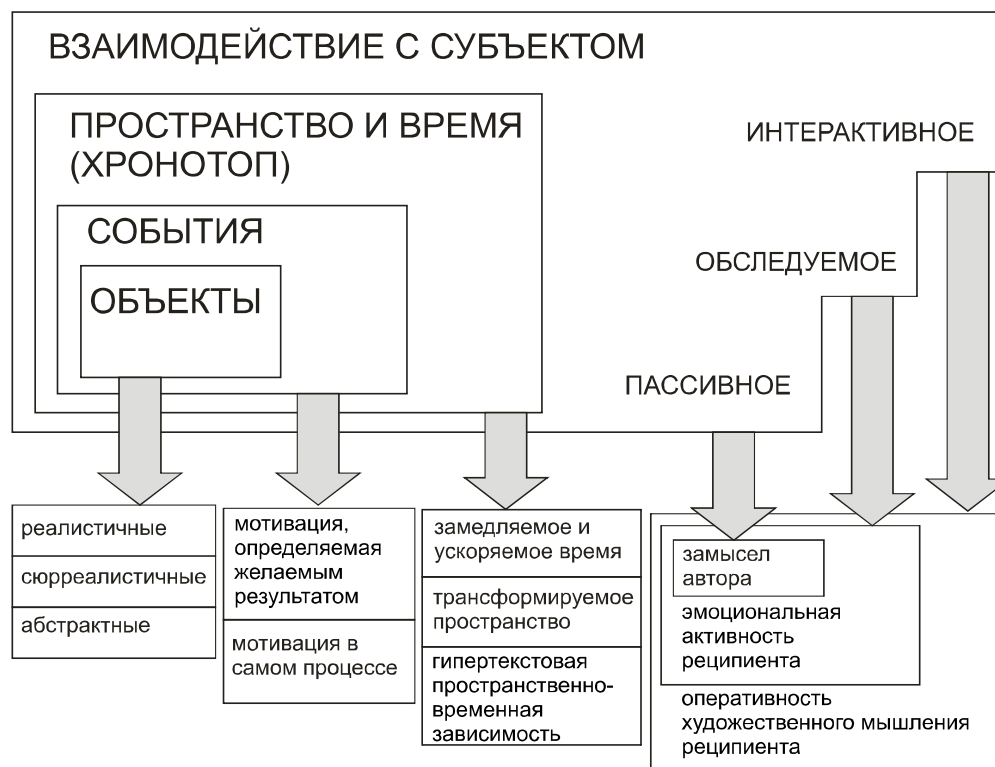 ВЗАИМОДЕЙСТВИЕ С СУБЪЕКТОМ
ПРОСТРАНСТВО И ВРЕМЯ
(ХРОНОТОП)
СОБЫТИЯ
ОБЪЕКТЫ
ИНТЕРАКТИВНОЕ
ОБСЛЕДУЕМОЕ
ПАССИВНОЕ
реалистичные
сюрреалистичные
абстрактные
мотивация,
определяемая
желаемым
результатом
мотивация в
самом процессе
замедляемое и
ускоряемое время
трансформируемое
пространство
гипертекстовая
пространственно-
временная
зависимость
замысел
автора
эмоциональная
активность
реципиента
оперативность
художественного мышления
реципиента